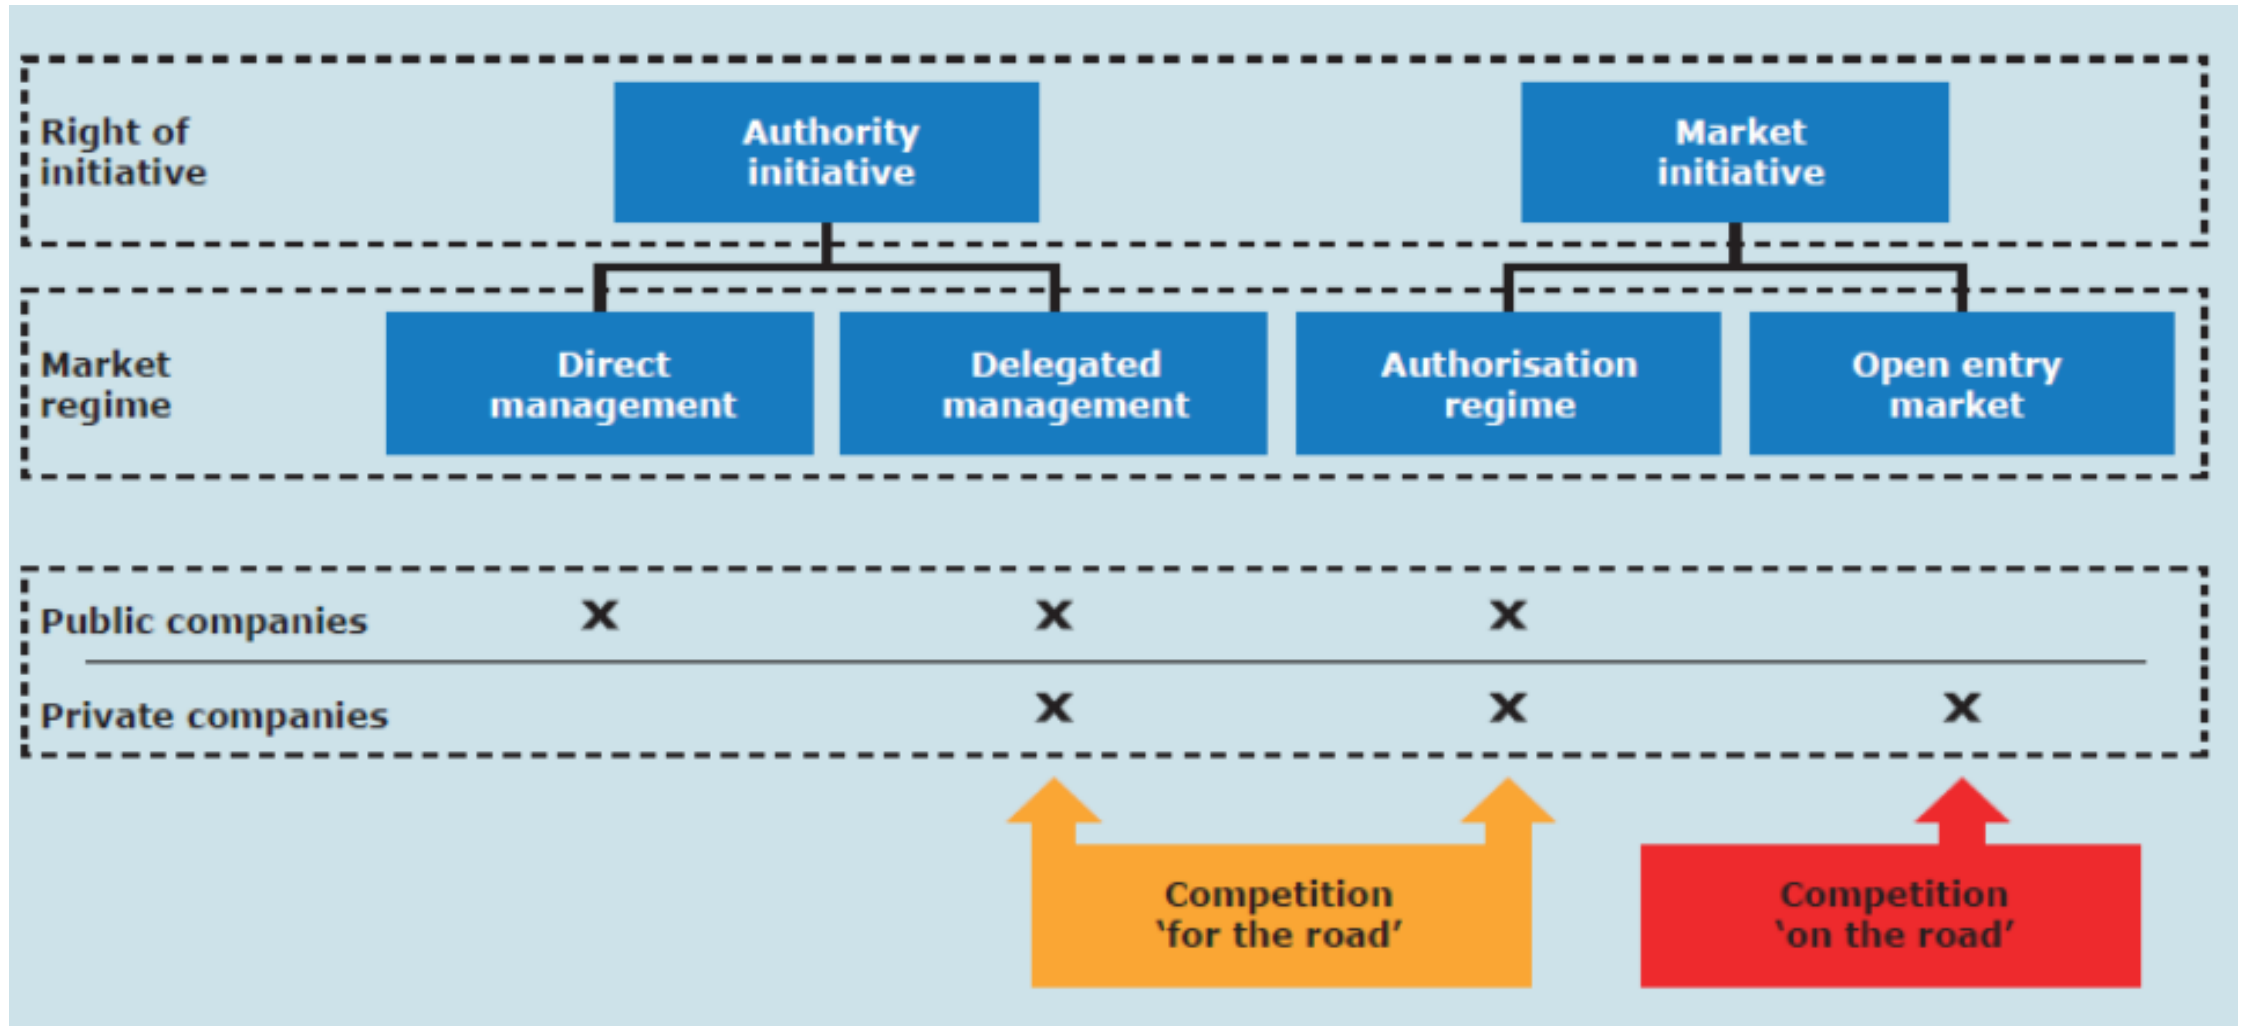 Right of
initiative
Authority
initiative
Market
initiative
Market
regime
Direct
management
Delegated
management
Authorisation
regime
Open entry
market
Public companies
x
x
x
Private companies
x
x
x
Competition
‘for the road’
Competition
‘on the road’